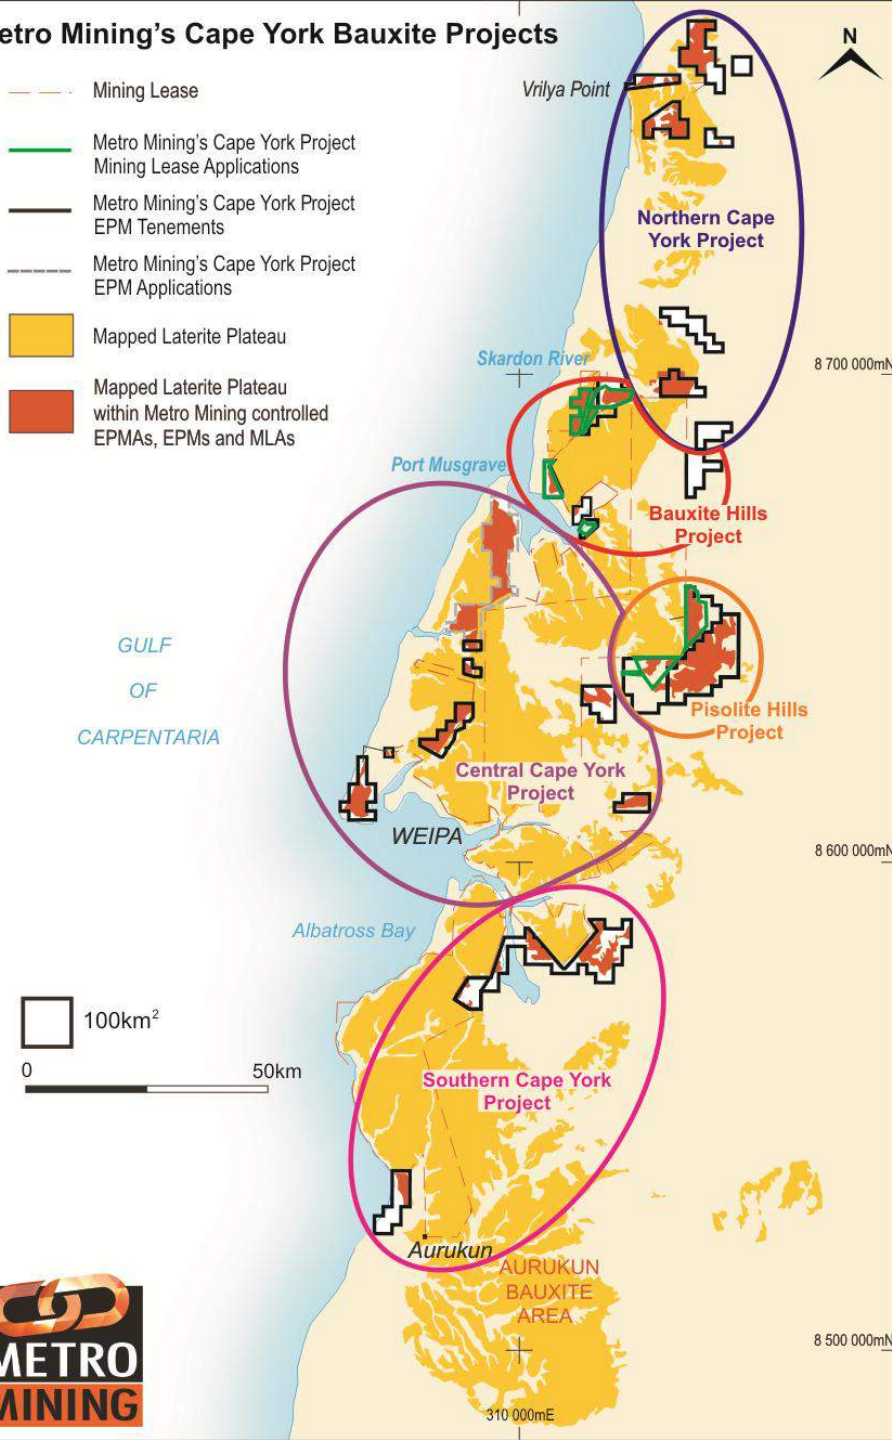 etro Mining's Cape York Bauxite Projects
Mining Lease
Metro Mining's Cape York Project
Mining Lease Applications
Metro Mining's Cape York Project
EPM Tenements
Metro Mining's Cape York Project
EPM Applications
Mapped Laterite Plateau
Mapped Laterite Plateau
within Metro Mining controlled
EPMAs, EPMs and MLAs
N
Vrilya Point
Northern Cape
York Project
Skardon River
8 700 000mN
Port Musgrave
Bauxite Hills
Project
GULF
OF
CARPENTARIA
Pisolite Hills
Project
Central Cape York
Project
WEIPA
8 600 000mN
Albatross Bay
100km²
0
50km
Southern Cape York
Project
Aurukun
AURUKUN
BAUXITE
AREA
8 500 000mN
310 000mE
METRO
MINING